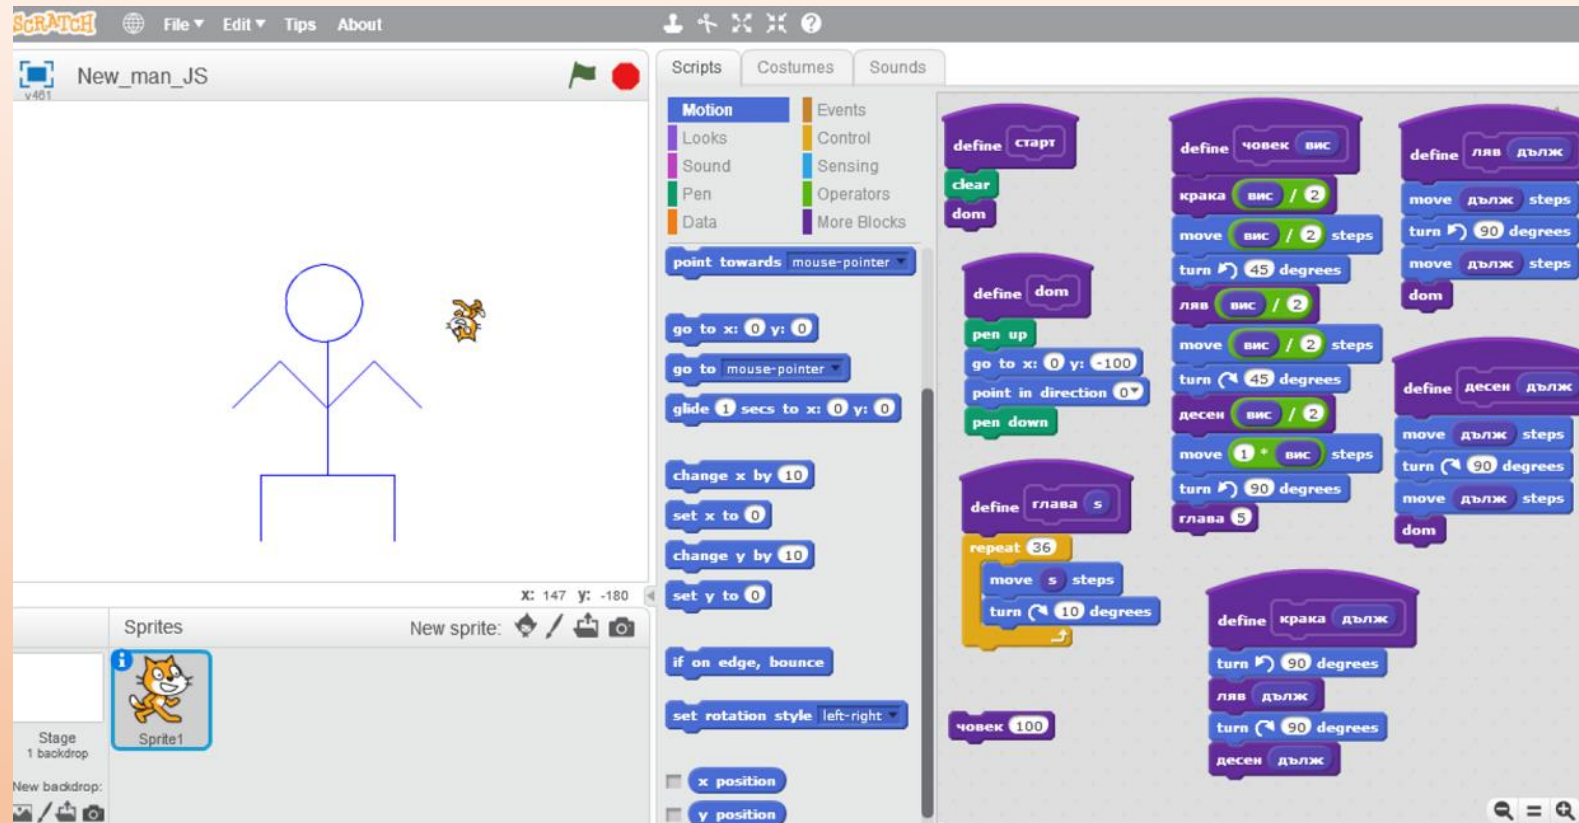 SCRATCH File Edit Tips About
v461
New_man_JS
X: 147 y: -180
Sprites
New sprite:
Sprite1
Stage
1 backdrop
New backdrop:
Scripts Costumes Sounds
Motion Events
Looks Control
Sound Sensing
Pen Operators
Data More Blocks
point towards mouse-pointer
go to x: 0 y: 0
go to mouse-pointer
glide 1 secs to x: 0 y: 0
change x by 10
set x to 0
change y by 10
set y to 0
if on edge, bounce
set rotation style left-right
x position
y position
define старт
clear
dom
define dom
pen up
go to x: 0 y: -100
point in direction 0
pen down
define глава s
repeat 36
move s steps
turn 10 degrees
човек 100
define човек вис
крака вис / 2
move вис / 2 steps
turn 45 degrees
ляв вис / 2
move вис / 2 steps
turn 45 degrees
десен вис / 2
move 1 * вис steps
turn 90 degrees
глава 5
define крака дълж
turn 90 degrees
ляв дълж
turn 90 degrees
десен дълж
define ляв дълж
move дълж steps
turn 90 degrees
move дълж steps
dom
define десен дълж
move дълж steps
turn 90 degrees
move дълж steps
dom